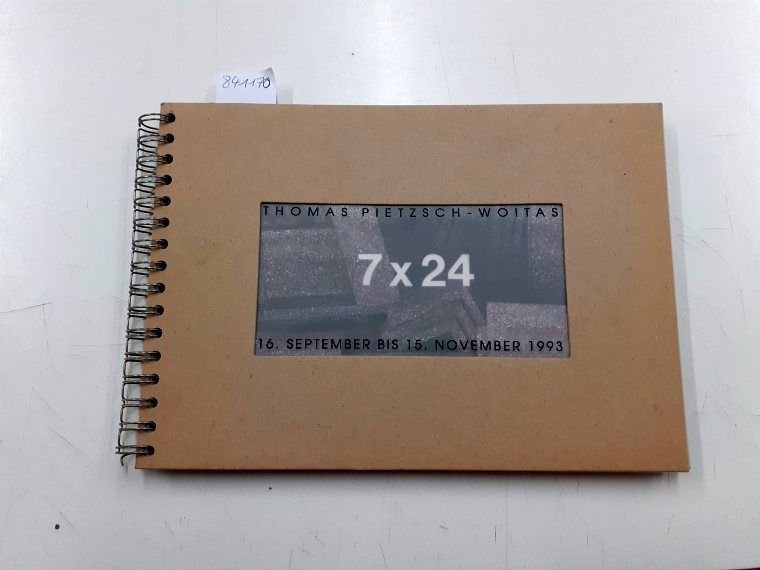 841170
THOMAS PIETZSCH-WOITAS
7 x 24
16. SEPTEMBER BIS 15. NOVEMBER 1993